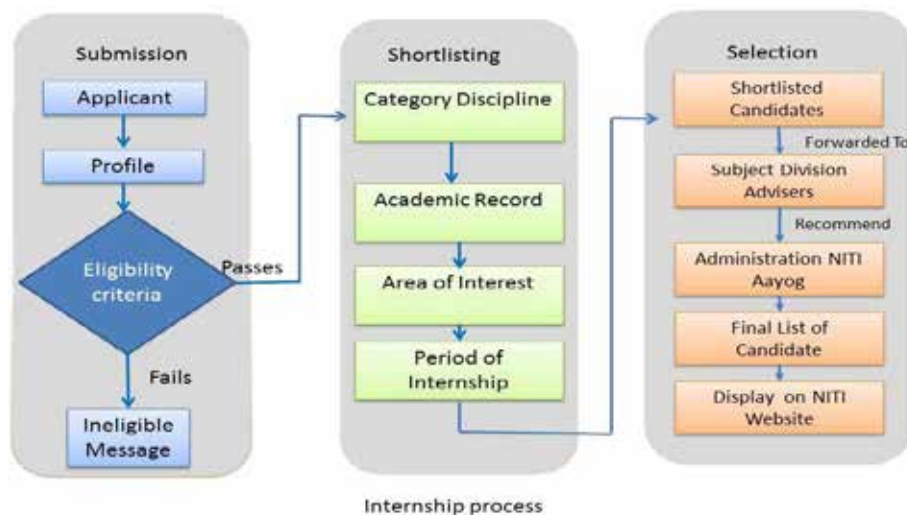 Submission
Applicant
Profile
Eligibility
criteria
Passes
Fails
Ineligible
Message
Shortlisting
Category Discipline
Academic Record
Area of Interest
Period of
Internship
Selection
Shortlisted
Candidates
Forwarded To
Subject Division
Advisers
Recommend
Administration NITI
Aayog
Final List of
Candidate
Display on NITI
Website
Internship process